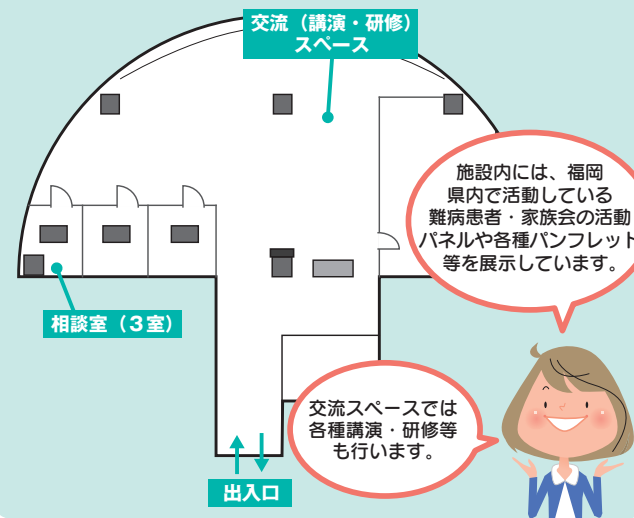 交流（講演・研修）
スペース
施設内には、福岡
県内で活動している
難病患者・家族会の活動
パネルや各種パンフレット
等を展示しています。
相談室（３室）
交流スペースでは
各種講演・研修等
も行います。
出入口